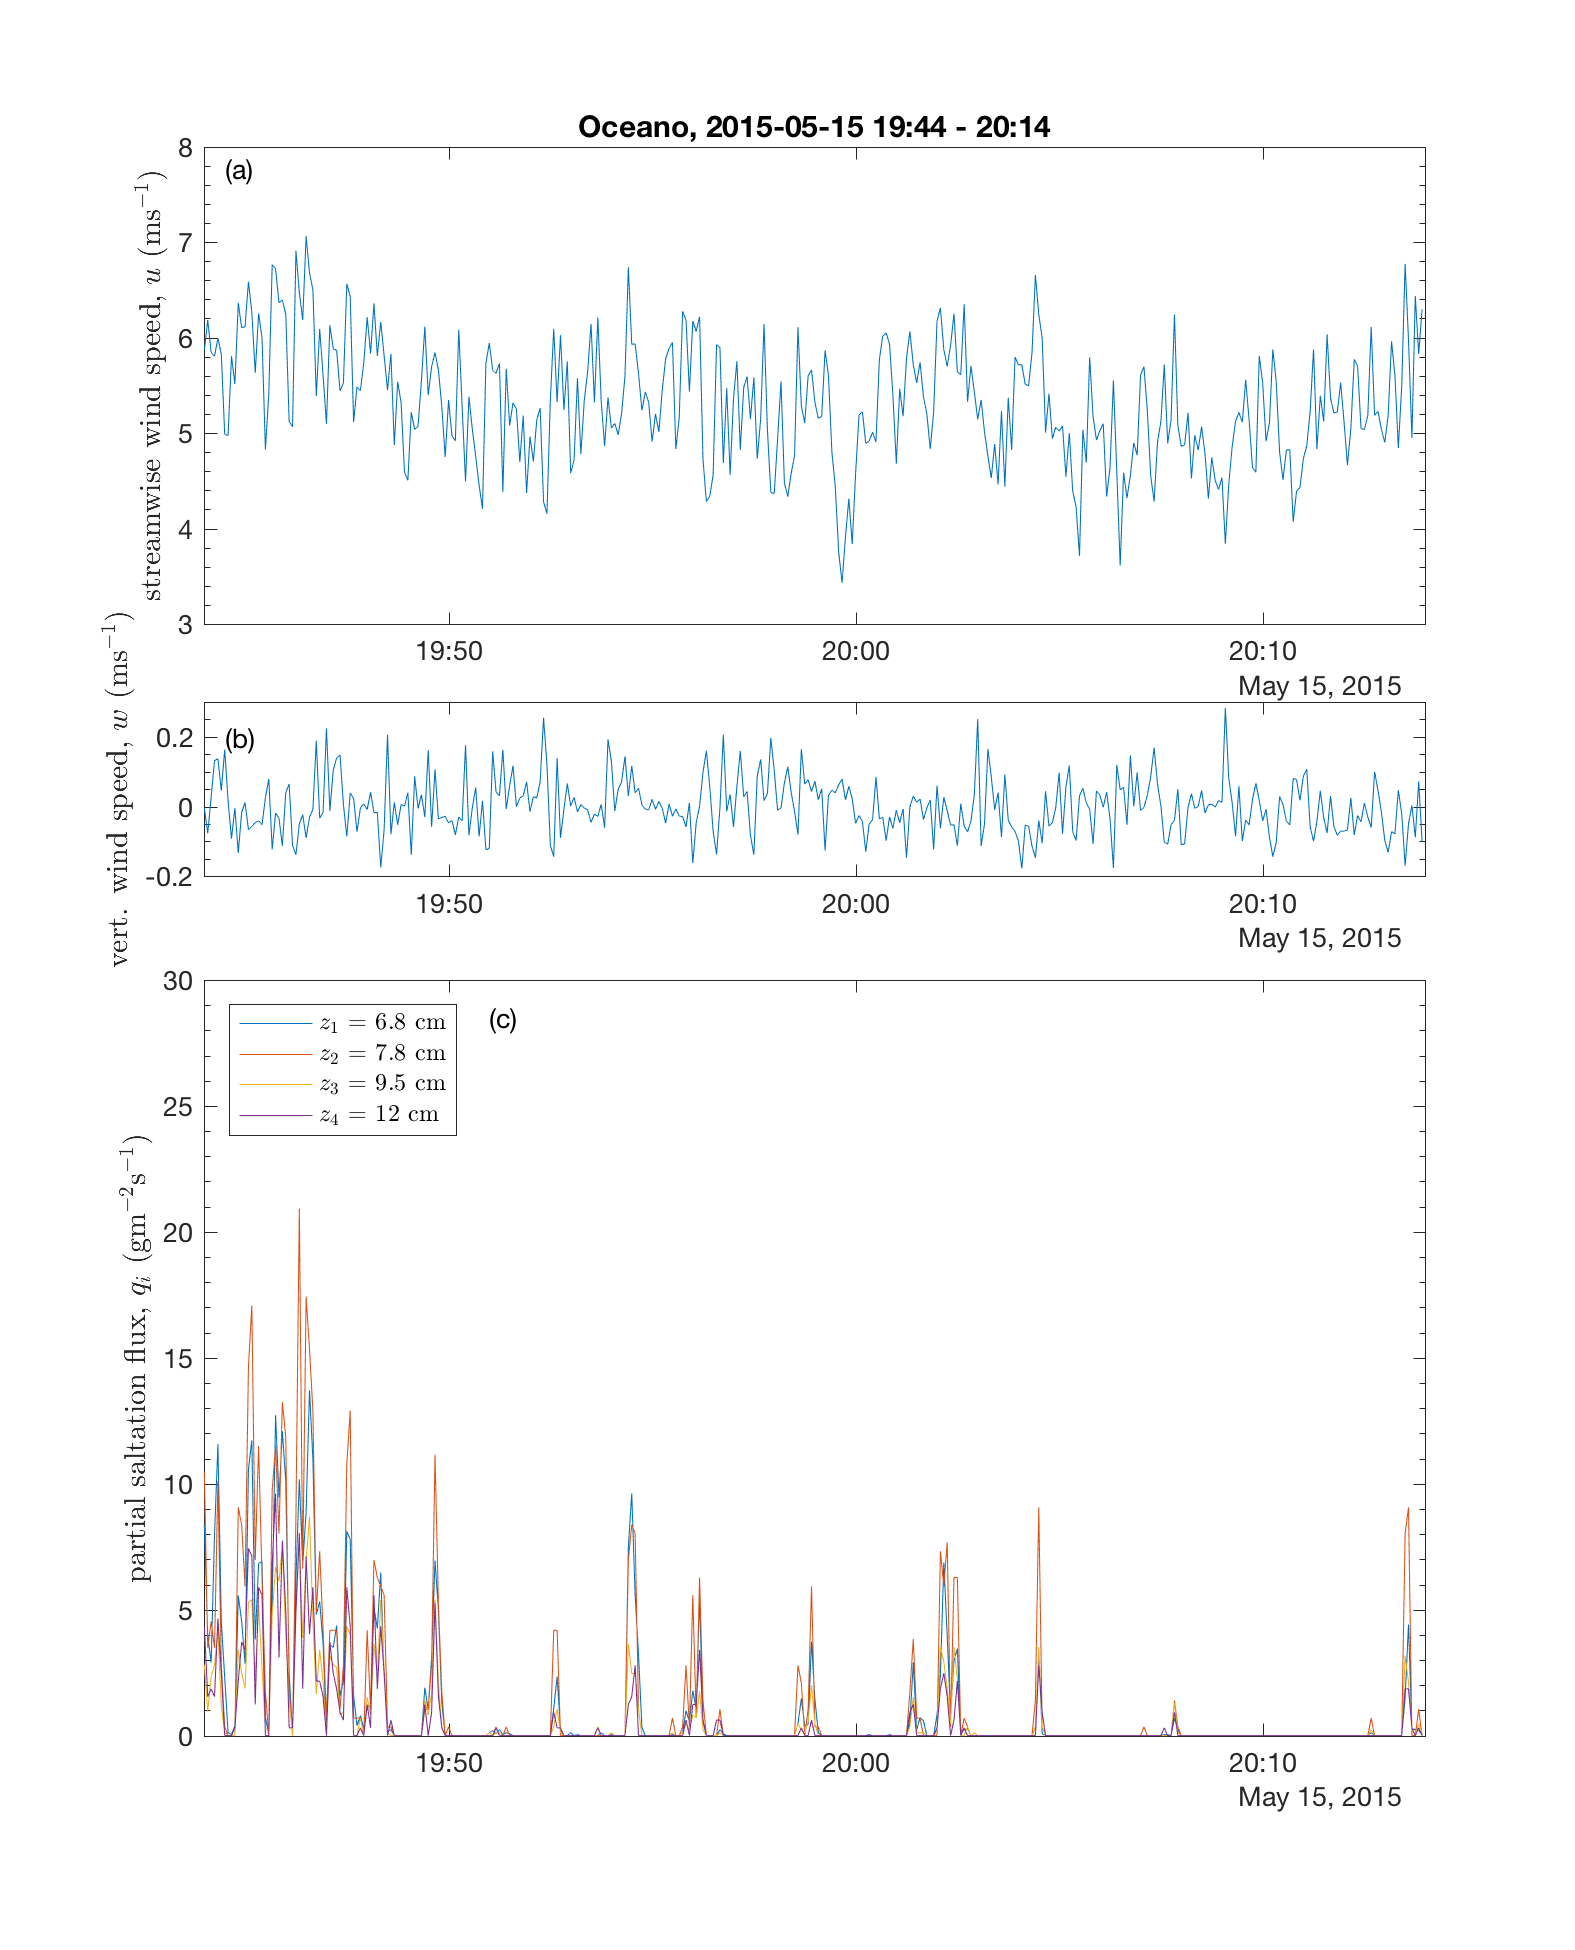 Oceano, 2015-05-15 19:44 - 20:14
(a)
streamwise wind speed, u (ms⁻¹)
8
7
6
5
4
3
19:50 20:00 20:10
May 15, 2015
(b)
vert. wind speed, w (ms⁻¹)
0.2
0
-0.2
19:50 20:00 20:10
May 15, 2015
(c)
partial saltation flux, qᵢ (gm⁻²s⁻¹)
30
25
20
15
10
5
0
z₁ = 6.8 cm
z₂ = 7.8 cm
z₃ = 9.5 cm
z₄ = 12 cm
19:50 20:00 20:10
May 15, 2015